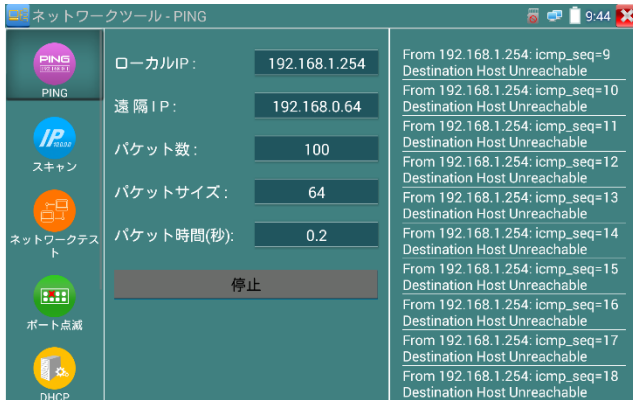 ネットワークツール - PING
9:44
PING
192.168.1
PING
IP
スキャン
ネットワークテス
ト
ポート点滅
DHCP
ローカルIP :
192.168.1.254
遠 隔 I P :
192.168.0.64
パケット数 :
100
パケットサイズ :
64
パケット時間(秒):
0.2
停止
From 192.168.1.254: icmp_seq=9
Destination Host Unreachable
From 192.168.1.254: icmp_seq=10
Destination Host Unreachable
From 192.168.1.254: icmp_seq=11
Destination Host Unreachable
From 192.168.1.254: icmp_seq=12
Destination Host Unreachable
From 192.168.1.254: icmp_seq=13
Destination Host Unreachable
From 192.168.1.254: icmp_seq=14
Destination Host Unreachable
From 192.168.1.254: icmp_seq=15
Destination Host Unreachable
From 192.168.1.254: icmp_seq=16
Destination Host Unreachable
From 192.168.1.254: icmp_seq=17
Destination Host Unreachable
From 192.168.1.254: icmp_seq=18
Destination Host Unreachable